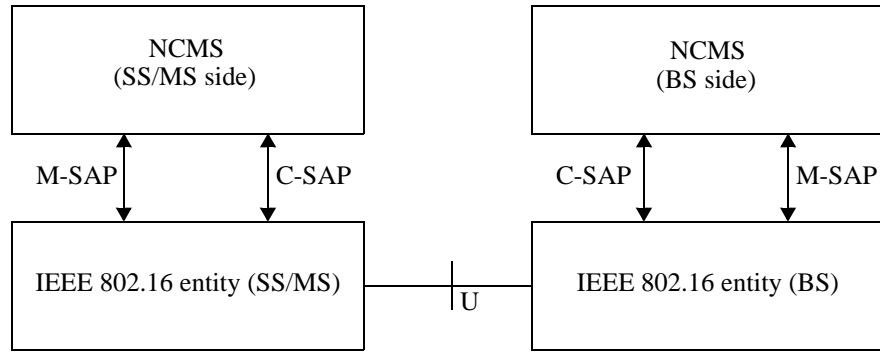 NCMS
(SS/MS side)
NCMS
(BS side)
M-SAP
C-SAP
C-SAP
M-SAP
IEEE 802.16 entity (SS/MS)
U
IEEE 802.16 entity (BS)